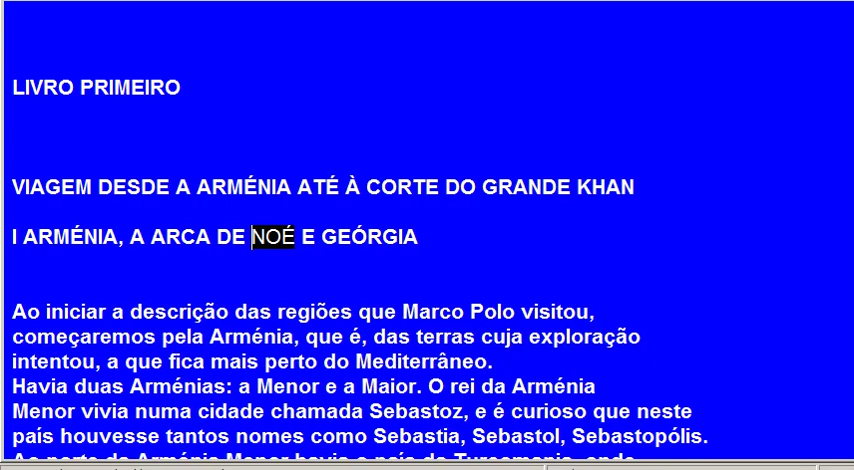 LIVRO PRIMEIRO
VIAGEM DESDE A ARMÉNIA ATÉ À CORTE DO GRANDE KHAN
I ARMÉNIA, A ARCA DE NOÉ E GEÓRGIA
Ao iniciar a descrição das regiões que Marco Polo visitou,
começaremos pela Arménia, que é, das terras cuja exploração
intentou, a que fica mais perto do Mediterrâneo.
Havia duas Arménias: a Menor e a Maior. O rei da Arménia
Menor vivia numa cidade chamada Sebastoz, e é curioso que neste
país houvesse tantos nomes como Sebastia, Sebastol, Sebastopólis.